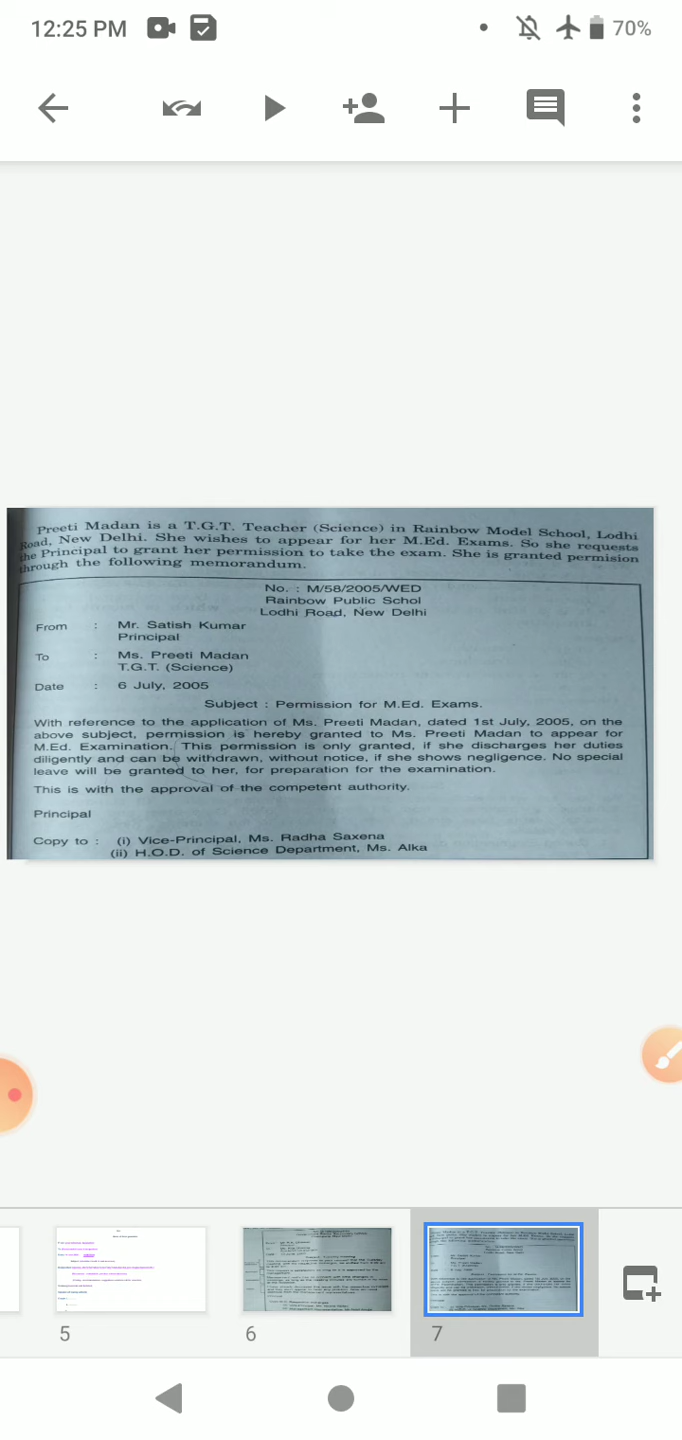 12:25 PM
70%
Preeti Madan is a T.G.T. Teacher (Science) in Rainbow Model School, Lodhi
Road, New Delhi. She wishes to appear for her M.Ed. Exams. So she requests
the Principal to grant her permission to take the exam. She is granted permision
through the following memorandum.
No. : M/58/2005/WED
Rainbow Public Schol
Lodhi Road, New Delhi
From : Mr. Satish Kumar
Principal
To : Ms. Preeti Madan
T.G.T. (Science)
Date : 6 July, 2005
Subject : Permission for M.Ed. Exams.
With reference to the application of Ms. Preeti Madan, dated 1st July, 2005, on the
above subject, permission is hereby granted to Ms. Preeti Madan to appear for
M.Ed. Examination. This permission is only granted, if she discharges her duties
diligently and can be withdrawn, without notice, if she shows negligence. No special
leave will be granted to her, for preparation for the examination.
This is with the approval of the competent authority.
Principal
Copy to : (i) Vice-Principal, Ms. Radha Saxena
(ii) H.O.D. of Science Department, Ms. Alka
5
6
7